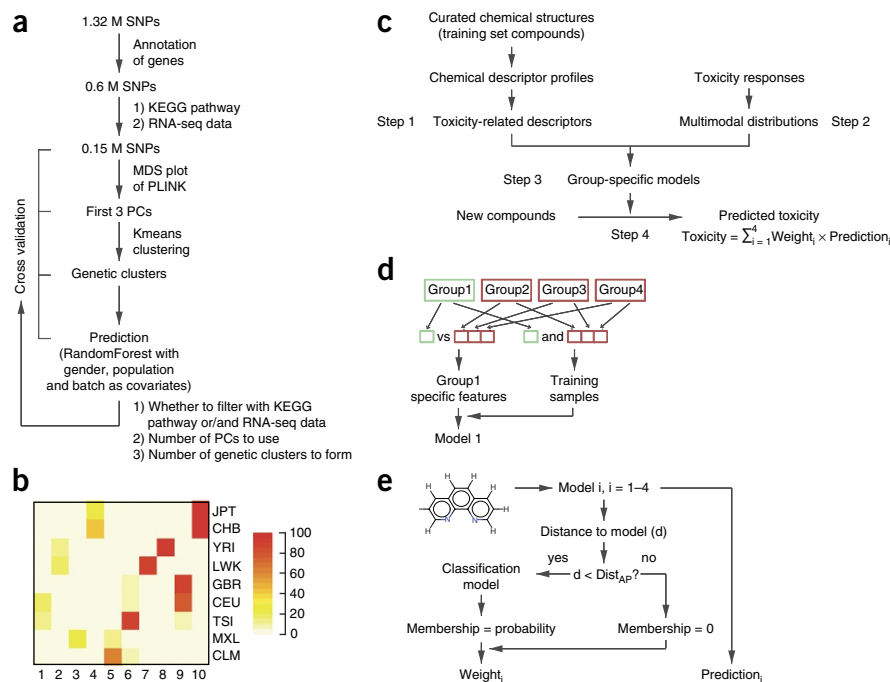 a
1.32 M SNPs
Annotation
of genes
0.6 M SNPs
1) KEGG pathway
2) RNA-seq data
0.15 M SNPs
MDS plot
of PLINK
First 3 PCs
Kmeans
clustering
Genetic clusters
Cross validation
Prediction
(RandomForest with
gender, population
and batch as covariates)
1) Whether to filter with KEGG
pathway or/and RNA-seq data
2) Number of PCs to use
3) Number of genetic clusters to form
b
JPT
CHB
YRI
LWK
GBR
CEU
TSI
MXL
CLM
1 2 3 4 5 6 7 8 9 10
100
80
60
40
20
0
c
Curated chemical structures
(training set compounds)
Chemical descriptor profiles
Toxicity responses
Step 1 Toxicity-related descriptors
Multimodal distributions Step 2
Step 3 Group-specific models
New compounds
Step 4
Predicted toxicity
Toxicity = ∑⁴ᵢ ₌ ₁ Weightᵢ × Predictionᵢ
d
Group1 Group2 Group3 Group4
vs
and
Group1
specific features
Training
samples
Model 1
e
H H H H H H H
N N
Model i, i = 1–4
Distance to model (d)
yes no
d < Dist_AP?
Classification
model
Membership = probability
Membership = 0
Weightᵢ
Predictionᵢ